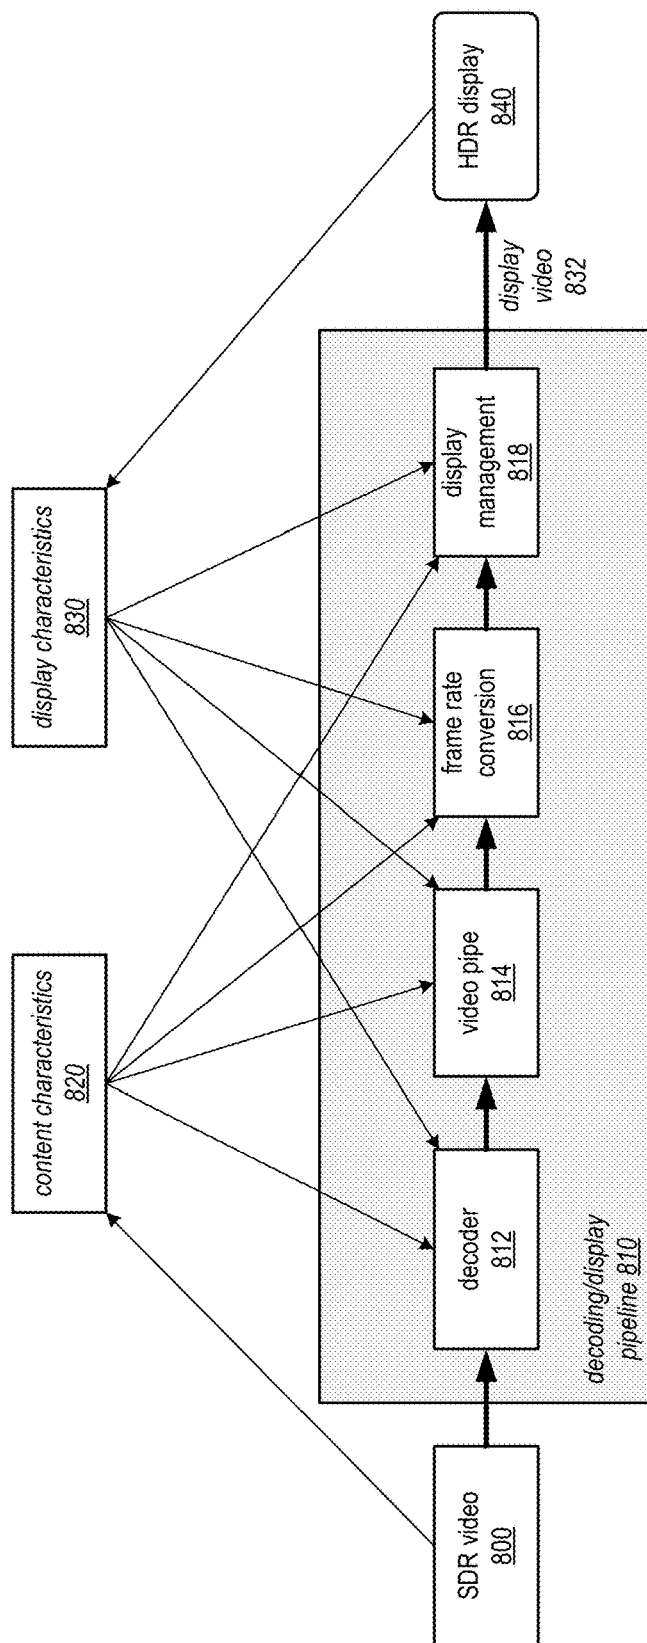 content characteristics
820
display characteristics
830
SDR video
800
decoder
812
video pipe
814
frame rate
conversion
816
display
management
818
display
video
832
HDR display
840
decoding/display
pipeline 810